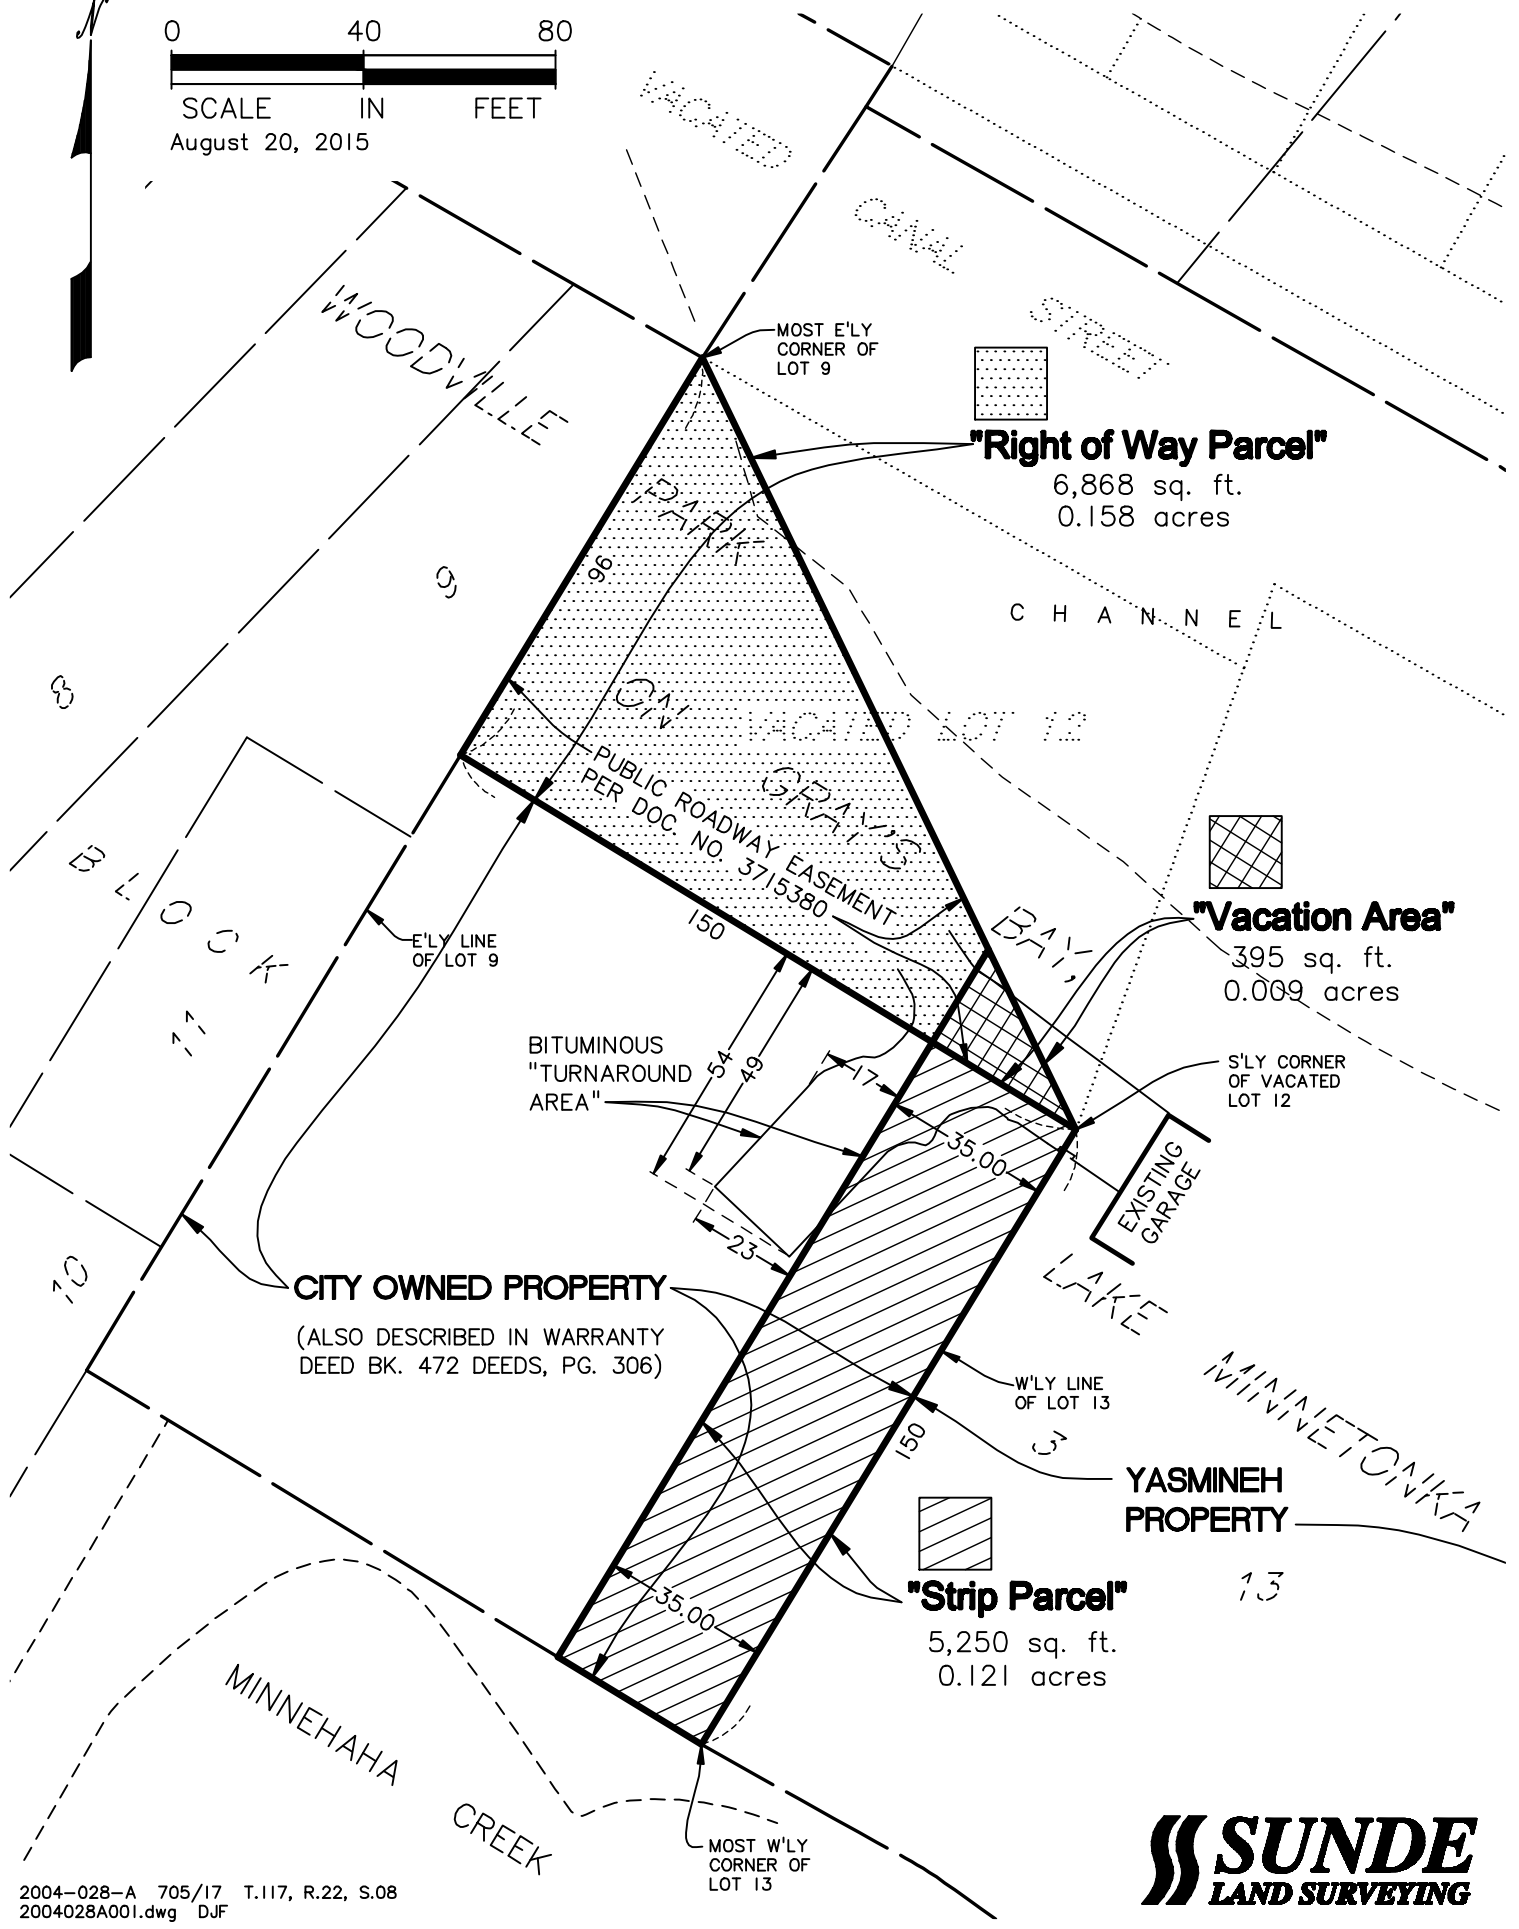 N
0 40 80
SCALE IN FEET
August 20, 2015
VACATED
CANAL
STREET
WOODVILLE
PARK
ON
GRAY'S
BAY,
LAKE
MINNETONKA
MOST E'LY
CORNER OF
LOT 9
"Right of Way Parcel"
6,868 sq. ft.
0.158 acres
96
9
8
CHANNEL
VACATED LOT 12
PUBLIC ROADWAY EASEMENT
PER DOC. NO. 3715380
150
BLOCK
11
10
E'LY LINE
OF LOT 9
"Vacation Area"
395 sq. ft.
0.009 acres
BITUMINOUS
"TURNAROUND
AREA"
54
49
17
35.00
23
S'LY CORNER
OF VACATED
LOT 12
EXISTING
GARAGE
CITY OWNED PROPERTY
(ALSO DESCRIBED IN WARRANTY
DEED BK. 472 DEEDS, PG. 306)
W'LY LINE
OF LOT 13
150
3
YASMINEH
PROPERTY
13
"Strip Parcel"
5,250 sq. ft.
0.121 acres
35.00
MINNEHAHA
CREEK
MOST W'LY
CORNER OF
LOT 13
SUNDE
LAND SURVEYING
2004-028-A 705/17 T.117, R.22, S.08
2004028A001.dwg DJF